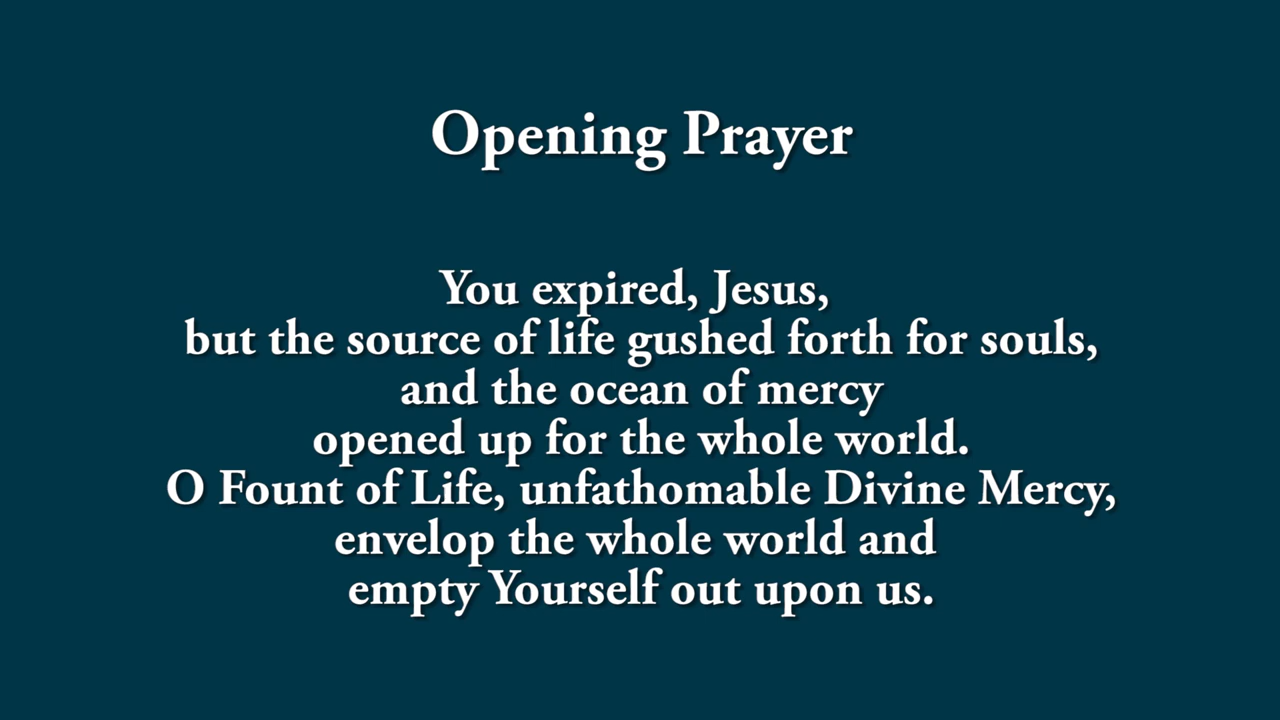 Opening Prayer
You expired, Jesus,
but the source of life gushed forth for souls,
and the ocean of mercy
opened up for the whole world.
O Fount of Life, unfathomable Divine Mercy,
envelop the whole world and
empty Yourself out upon us.